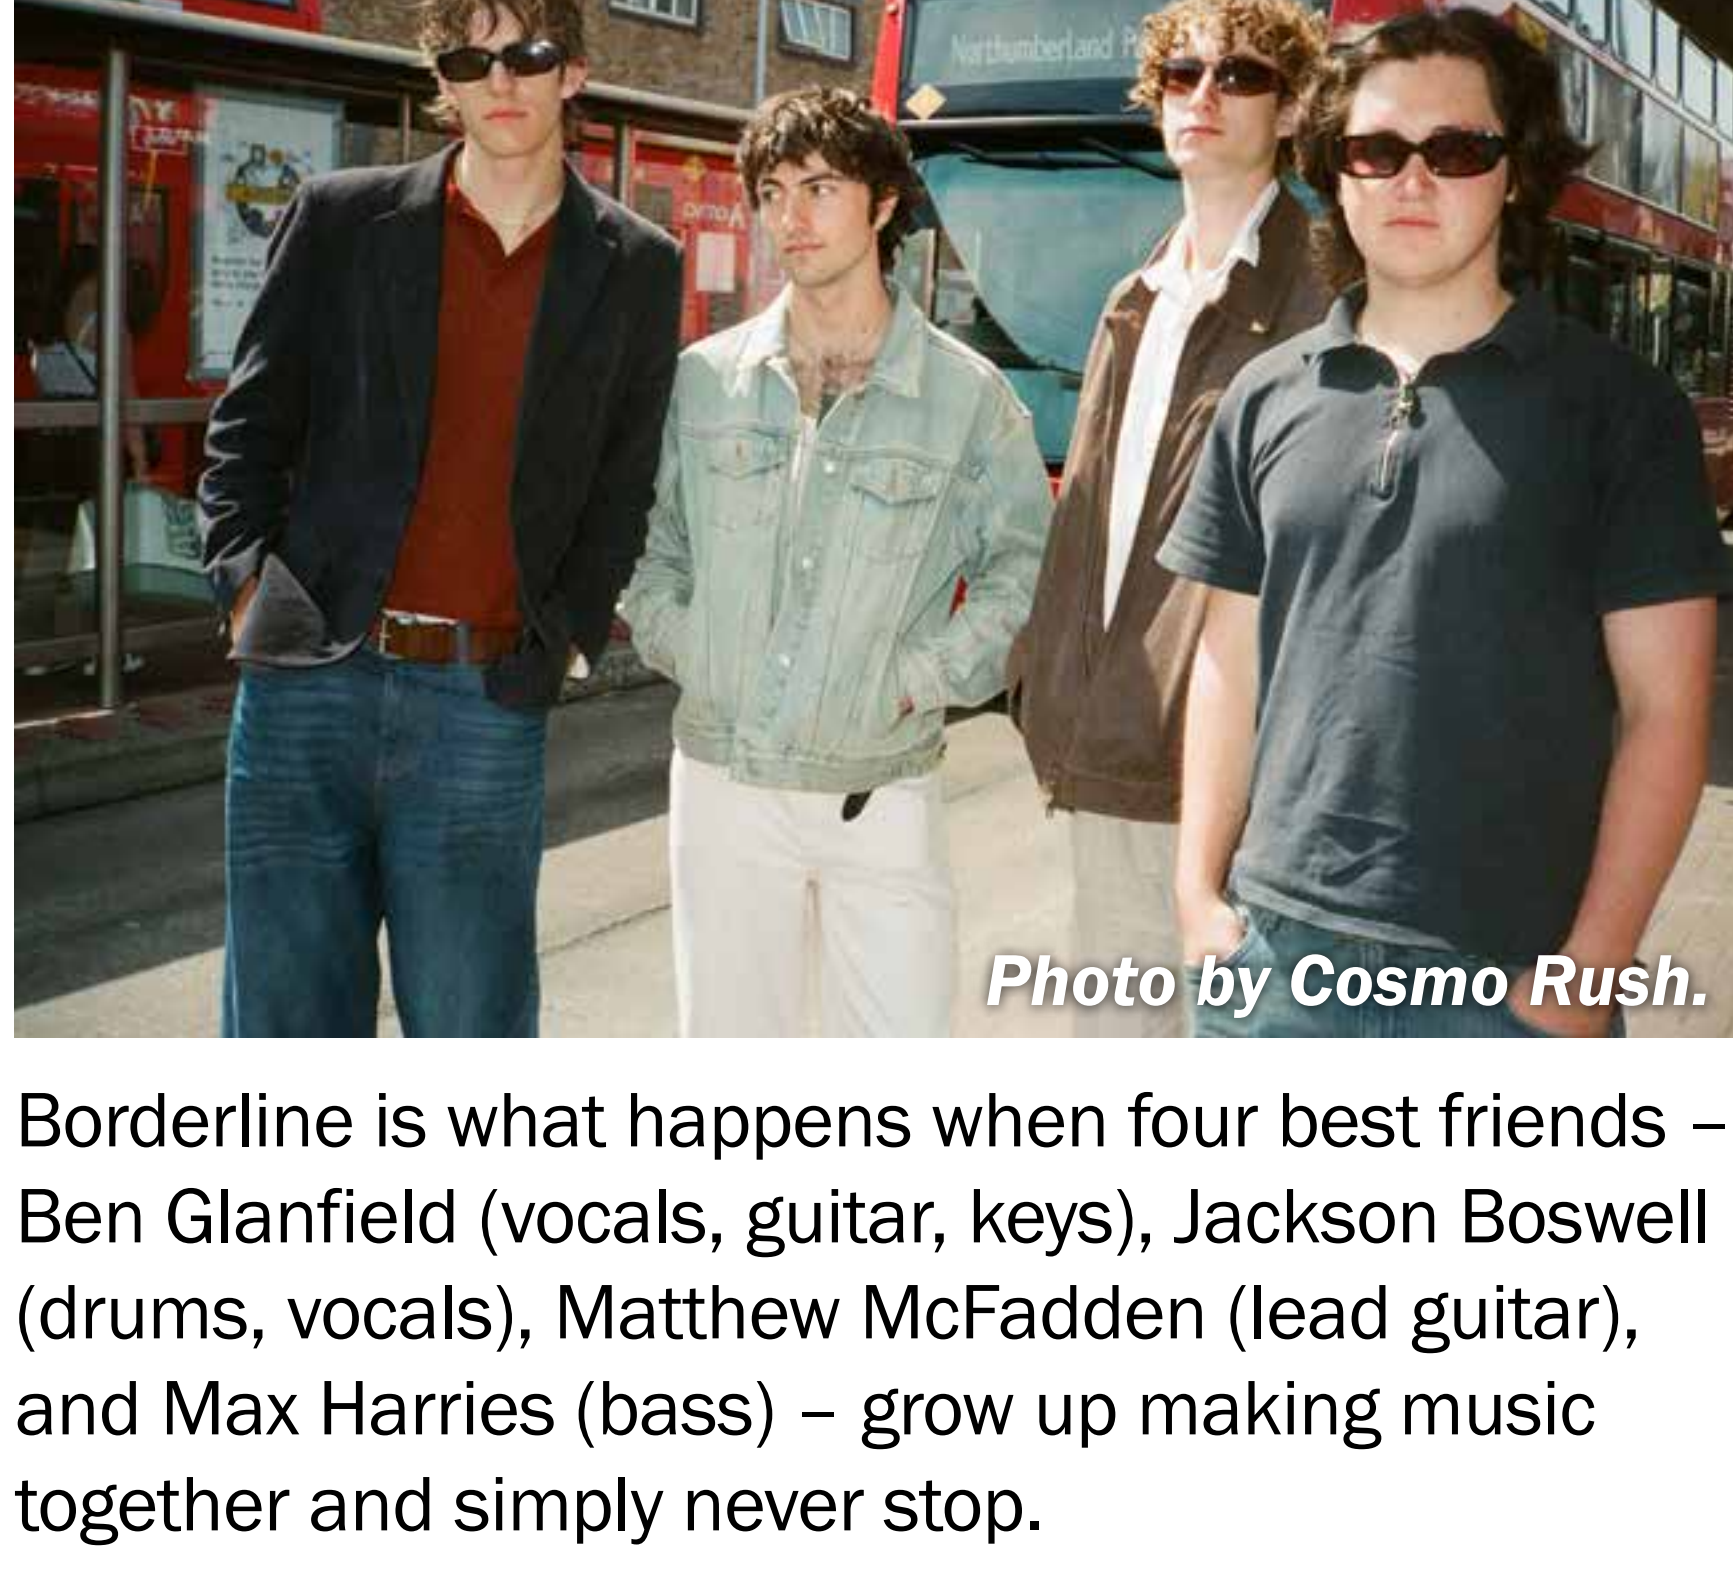 Northumberland
Photo by Cosmo Rush.
Borderline is what happens when four best friends –
Ben Glanfield (vocals, guitar, keys), Jackson Boswell
(drums, vocals), Matthew McFadden (lead guitar),
and Max Harries (bass) – grow up making music
together and simply never stop.